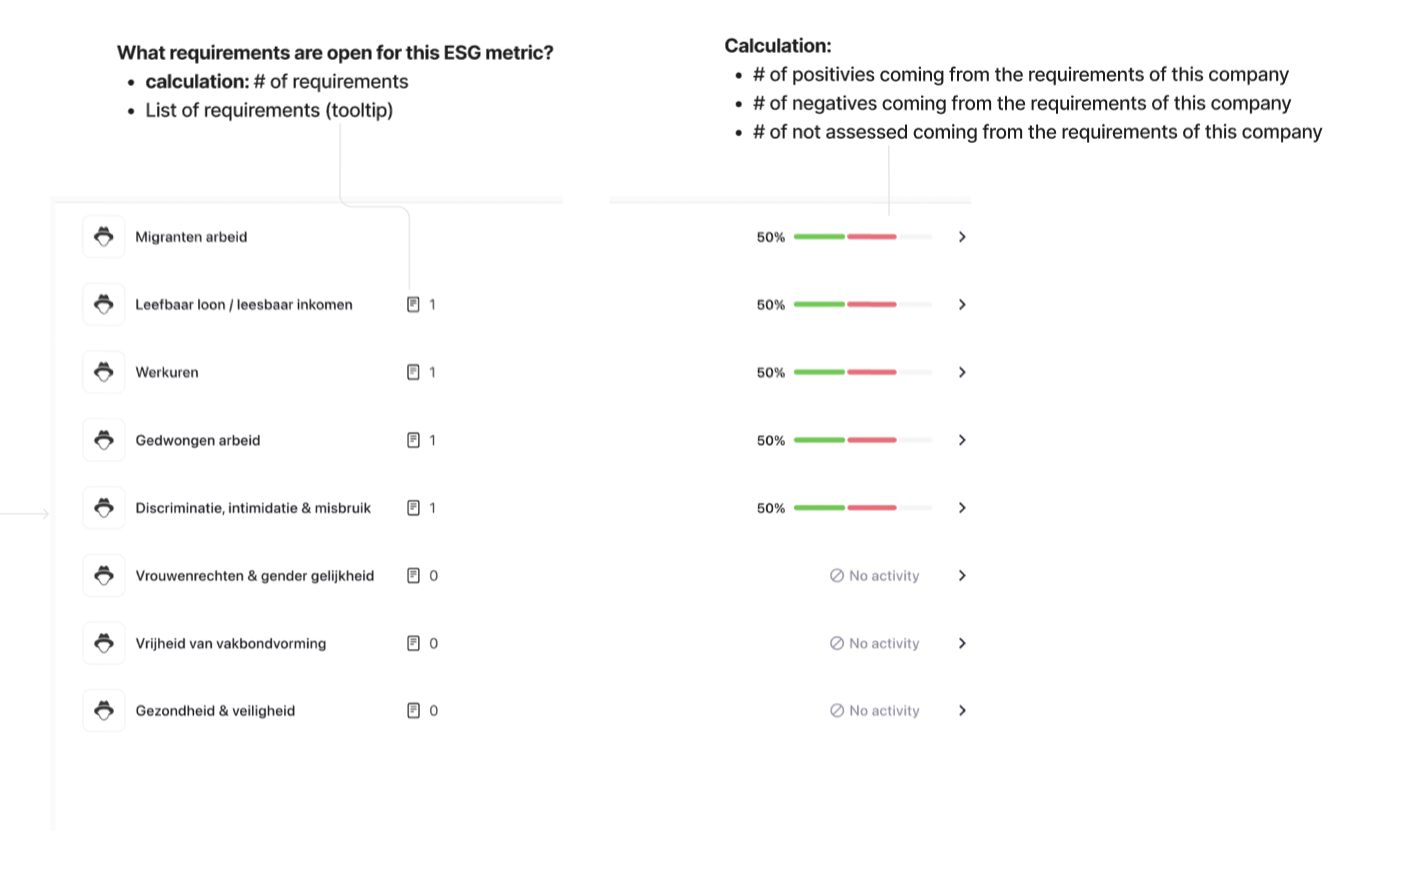 What requirements are open for this ESG metric?
• calculation: # of requirements
• List of requirements (tooltip)
Calculation:
• # of positivies coming from the requirements of this company
• # of negatives coming from the requirements of this company
• # of not assessed coming from the requirements of this company
Migranten arbeid 50%
Leefbaar loon / leesbaar inkomen 1 50%
Werkuren 1 50%
Gedwongen arbeid 1 50%
Discriminatie, intimidatie & misbruik 1 50%
Vrouwenrechten & gender gelijkheid 0 No activity
Vrijheid van vakbondvorming 0 No activity
Gezondheid & veiligheid 0 No activity